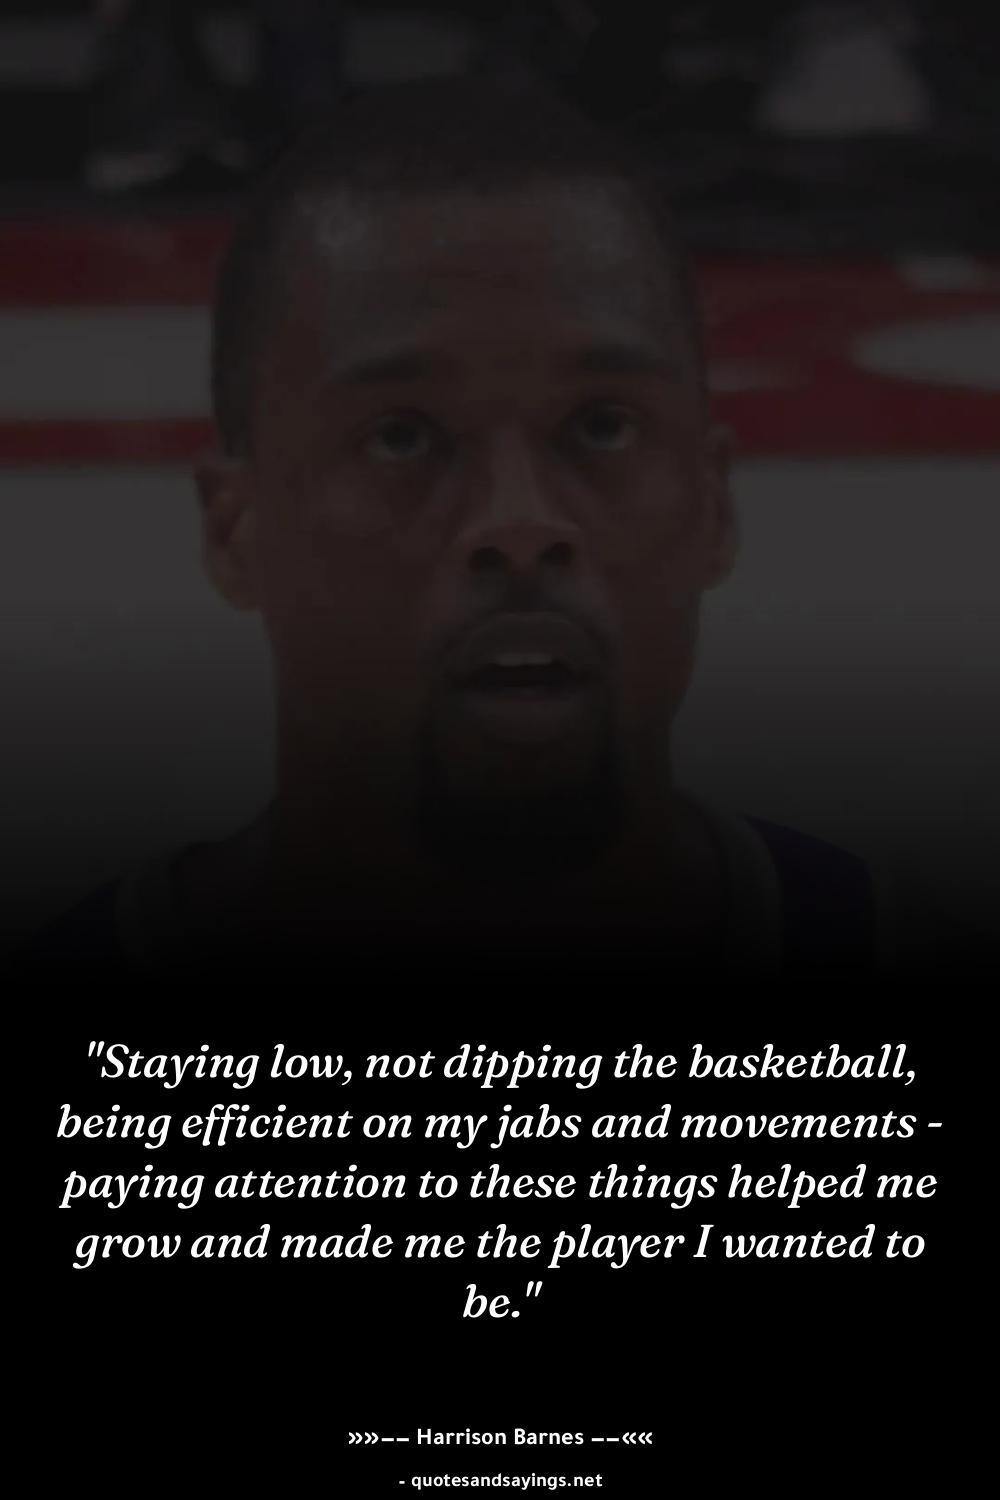 "Staying low, not dipping the basketball,
being efficient on my jabs and movements -
paying attention to these things helped me
grow and made me the player I wanted to
be."
»»–– Harrison Barnes ––««
- quotesandsayings.net